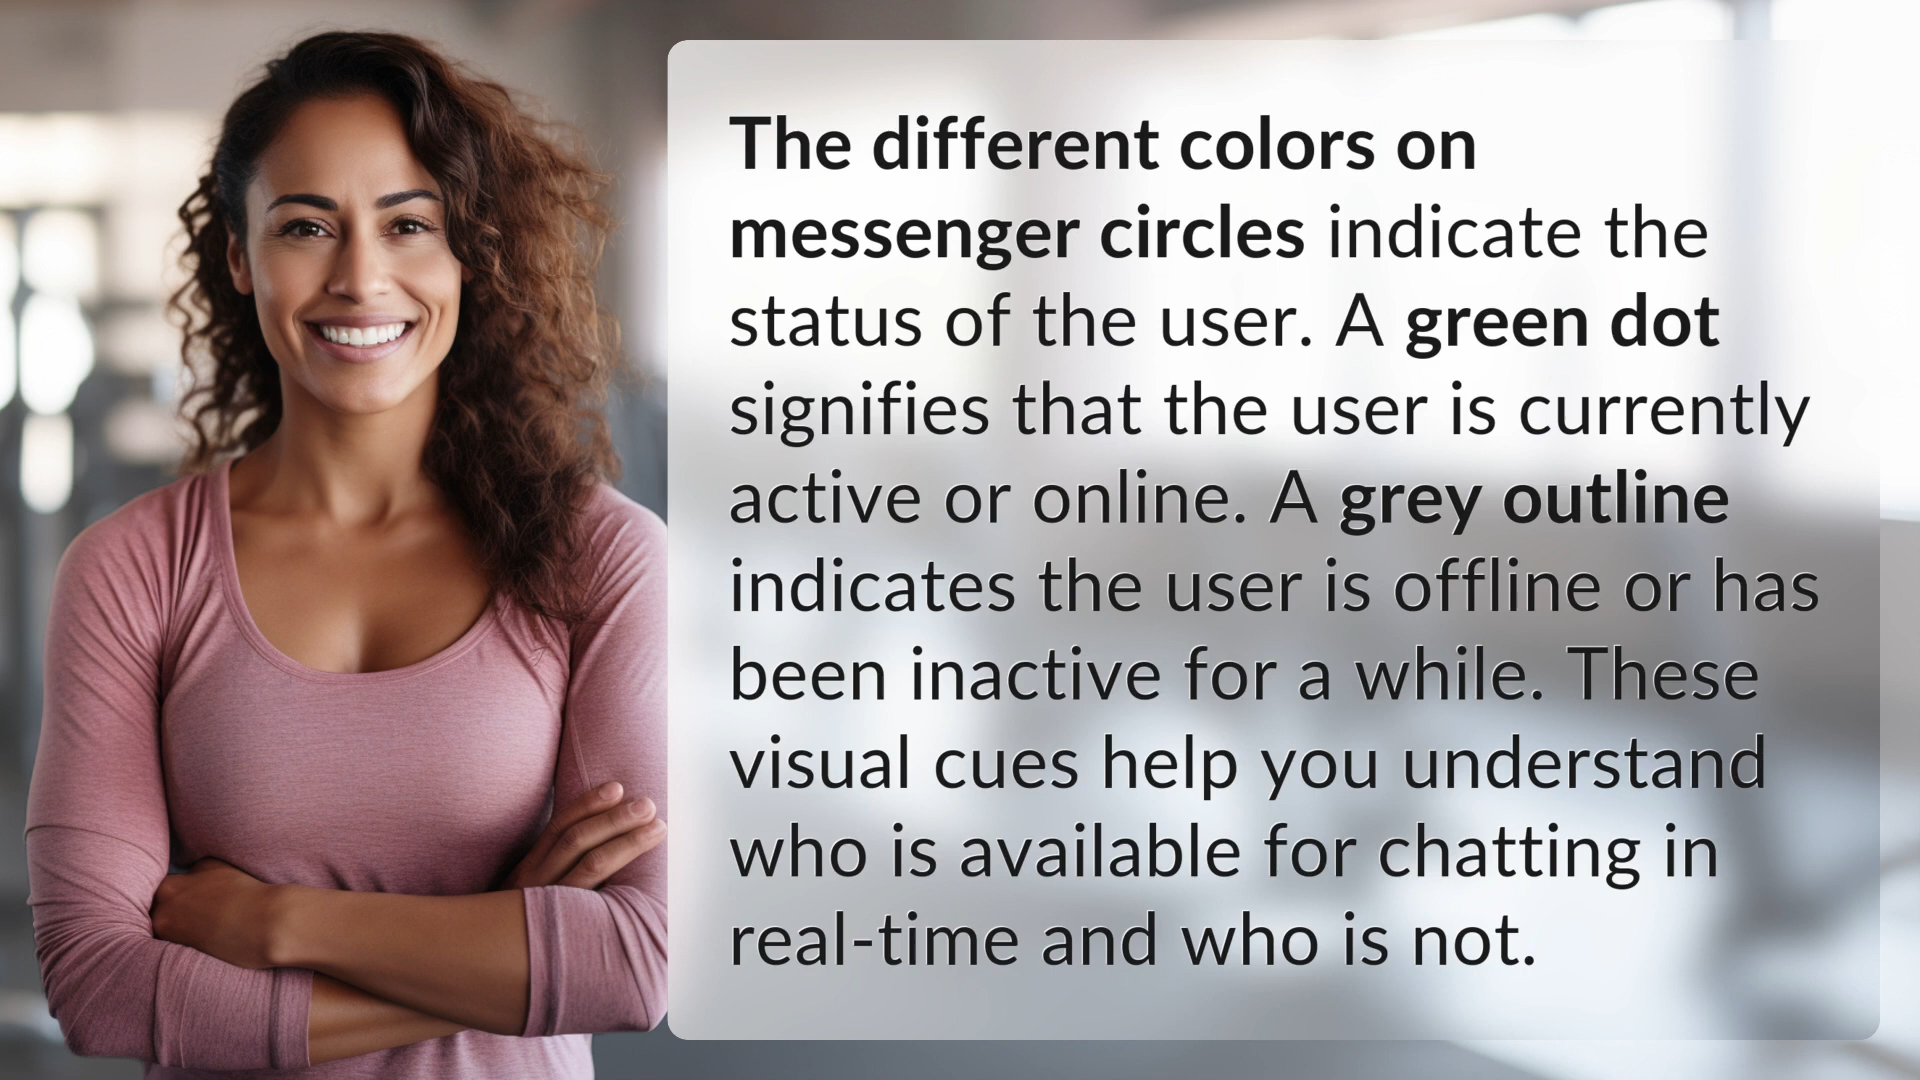 The different colors on
messenger circles indicate the
status of the user. A green dot
signifies that the user is currently
active or online. A grey outline
indicates the user is offline or has
been inactive for a while. These
visual cues help you understand
who is available for chatting in
real-time and who is not.